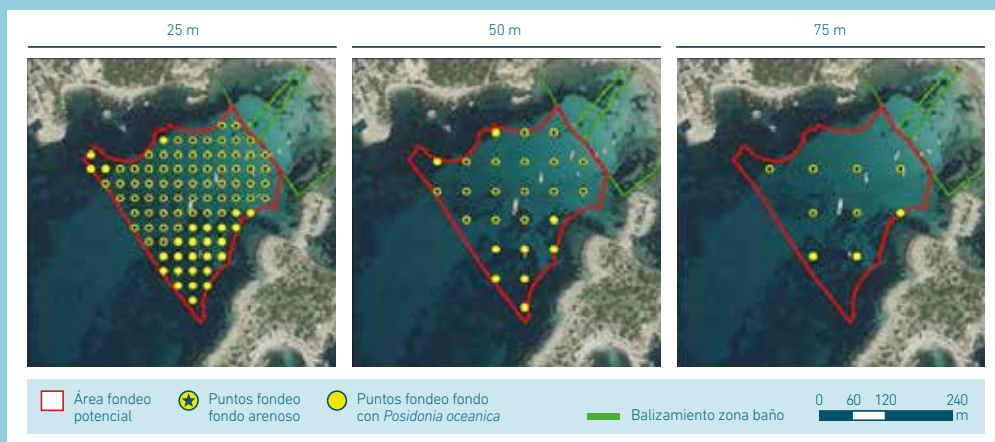 25 m
50 m
75 m
Área fondeo
potencial
Puntos fondeo
fondo arenoso
Puntos fondeo fondo
con Posidonia oceanica
Balizamiento zona baño
0 60 120 240
m